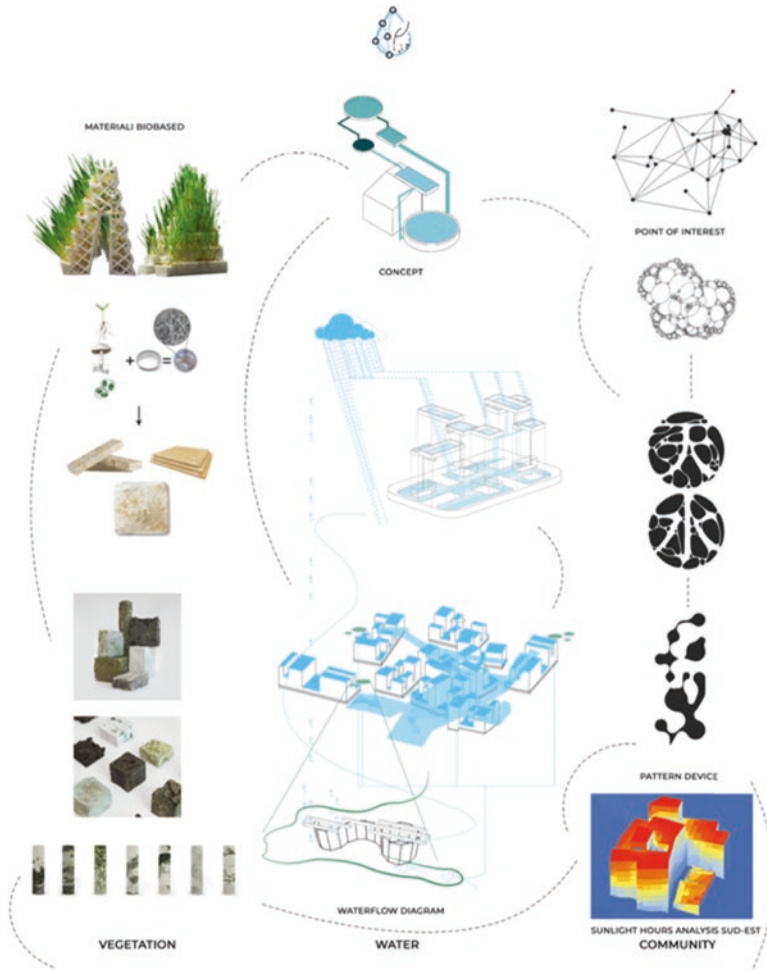 MATERIALI BIOBASED
CONCEPT
POINT OF INTEREST
PATTERN DEVICE
WATERFLOW DIAGRAM
SUNLIGHT HOURS ANALYSIS SUD-EST
VEGETATION
WATER
COMMUNITY